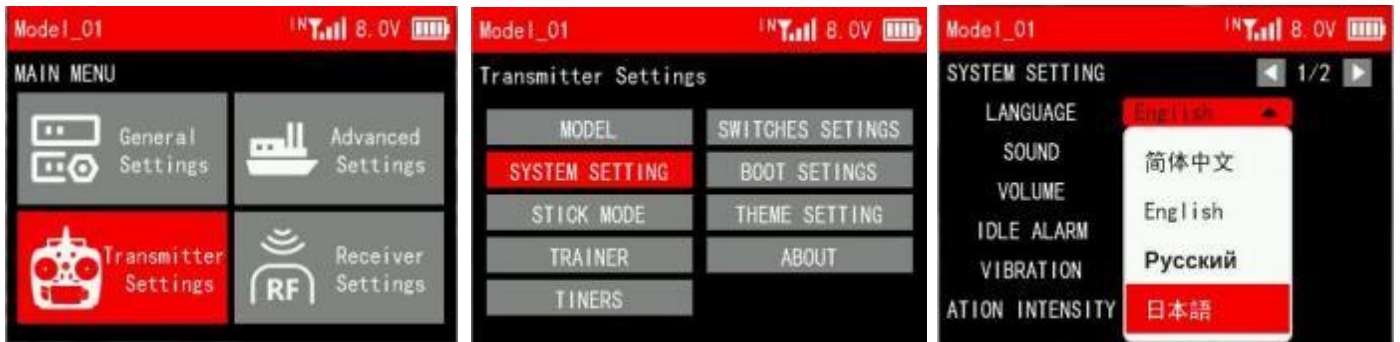 Model_01 IN 8.0V
MAIN MENU
General
Settings
Advanced
Settings
Transmitter
Settings
RF
Receiver
Settings
Model_01 IN 8.0V
Transmitter Settings
MODEL
SWITCHES SETINGS
SYSTEM SETTING
BOOT SETINGS
STICK MODE
THEME SETTING
TRAINER
ABOUT
TINERS
Model_01 IN 8.0V
SYSTEM SETTING 1/2
LANGUAGE English
SOUND
VOLUME
IDLE ALARM
VIBRATION
ATION INTENSITY
简体中文
English
Русский
日本語